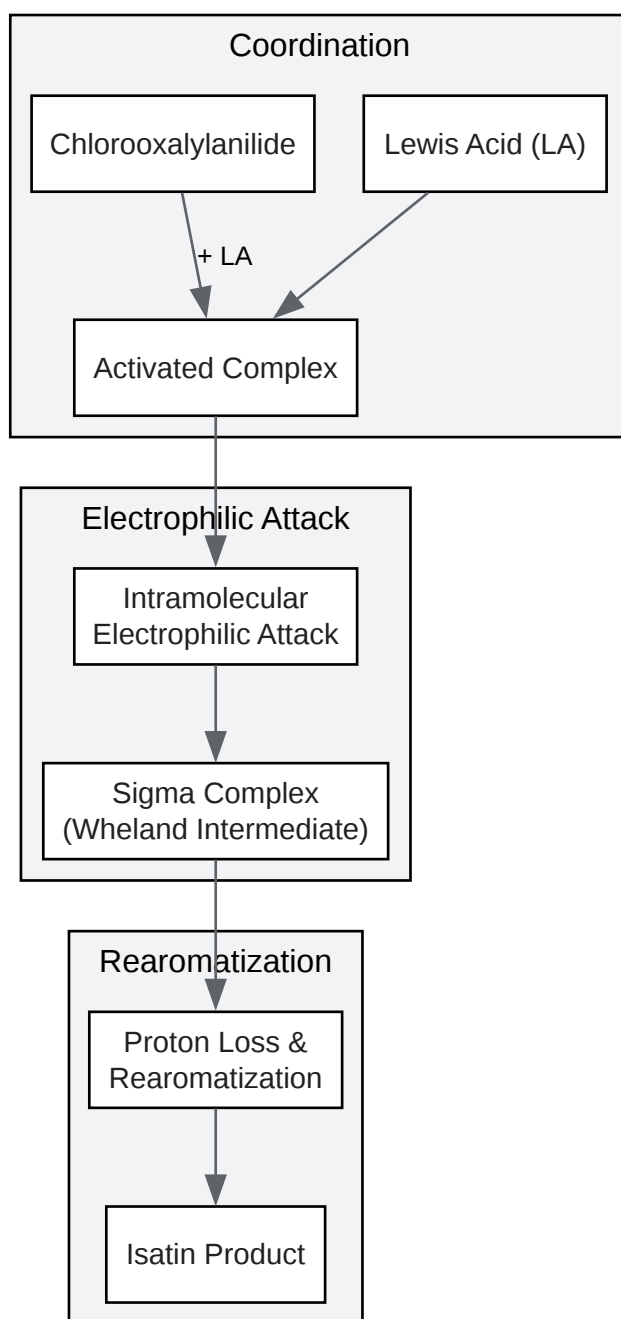 Coordination
Chlorooxalylanilide
Lewis Acid (LA)
+ LA
Activated Complex
Electrophilic Attack
Intramolecular
Electrophilic Attack
Sigma Complex
(Wheland Intermediate)
Rearomatization
Proton Loss &
Rearomatization
Isatin Product